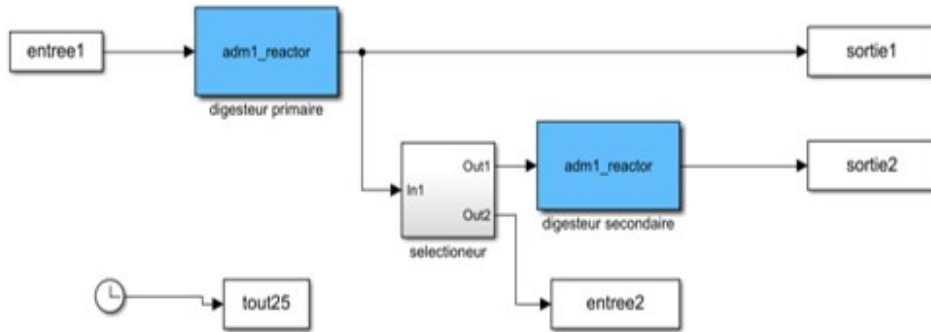 entree1
adm1_reactor
digesteur primaire
sortie1
In1
Out1
Out2
selectioneur
adm1_reactor
digesteur secondaire
sortie2
tout25
entree2